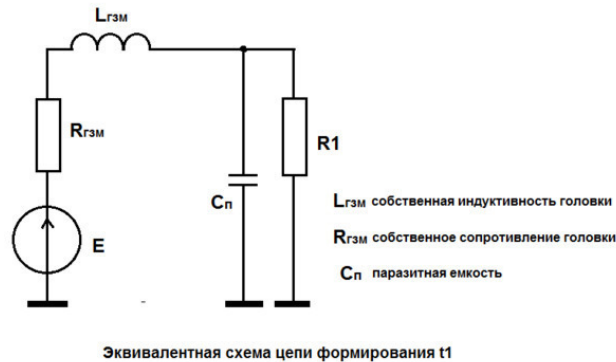 Lгзм
Rгзм
R1
Cп
E
Lгзм собственная индуктивность головки
Rгзм собственное сопротивление головки
Cп паразитная емкость
Эквивалентная схема цепи формирования t1